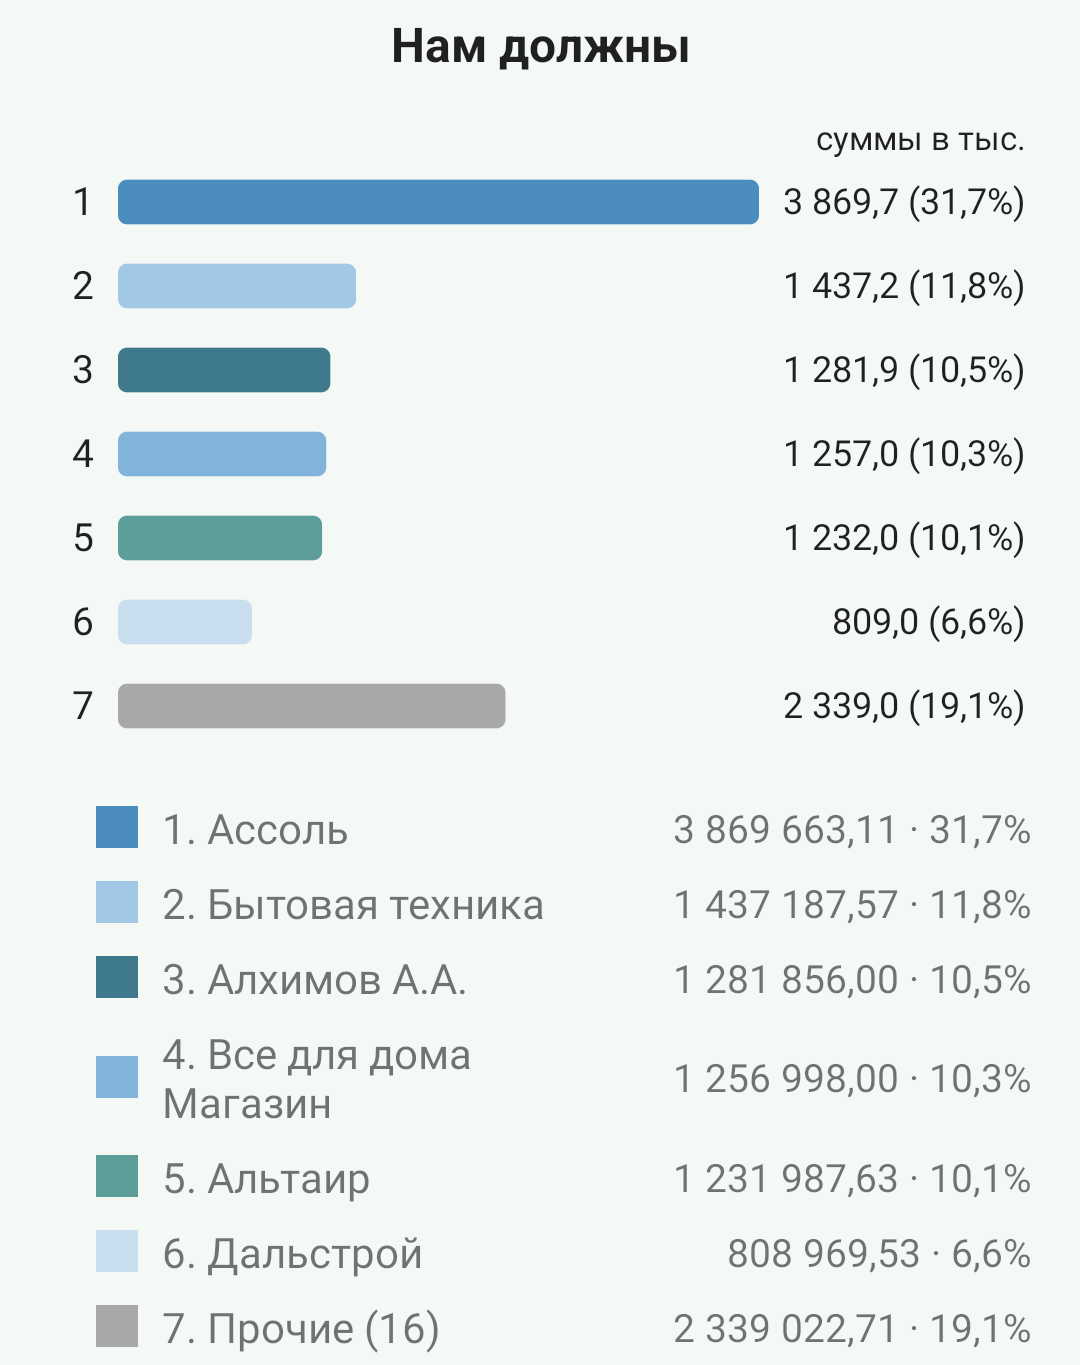 Нам должны
суммы в тыс.
1 3 869,7 (31,7%)
2 1 437,2 (11,8%)
3 1 281,9 (10,5%)
4 1 257,0 (10,3%)
5 1 232,0 (10,1%)
6 809,0 (6,6%)
7 2 339,0 (19,1%)
1. Ассоль 3 869 663,11 · 31,7%
2. Бытовая техника 1 437 187,57 · 11,8%
3. Алхимов А.А. 1 281 856,00 · 10,5%
4. Все для дома
Магазин 1 256 998,00 · 10,3%
5. Альтаир 1 231 987,63 · 10,1%
6. Дальстрой 808 969,53 · 6,6%
7. Прочие (16) 2 339 022,71 · 19,1%